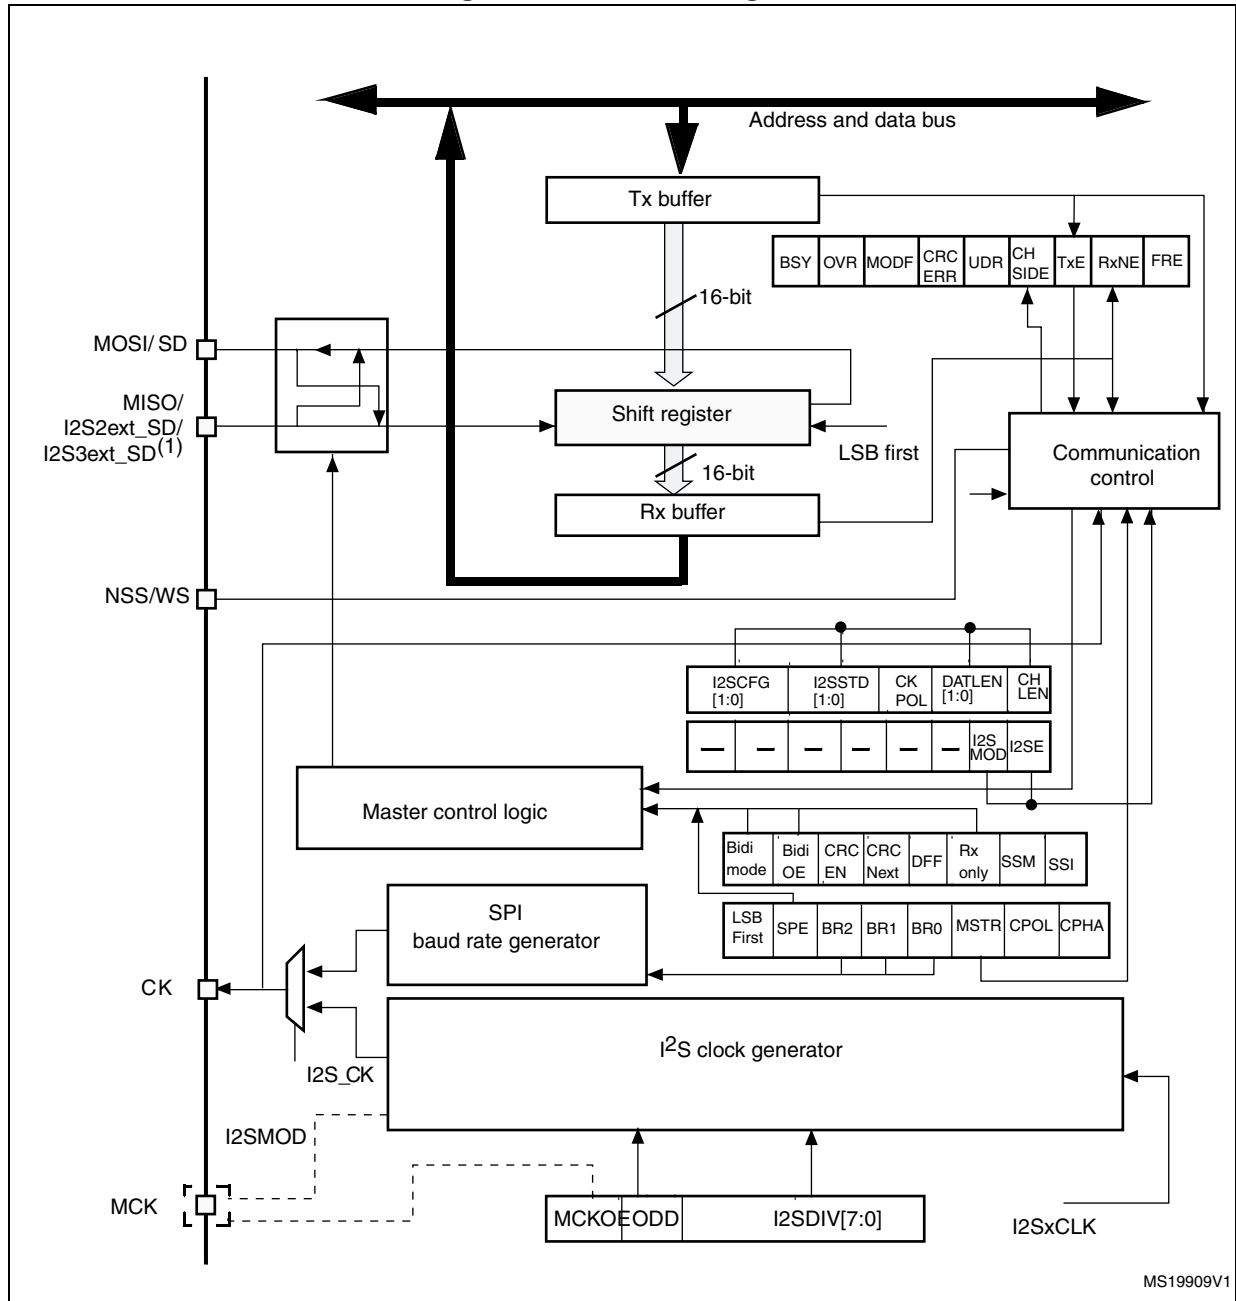 Address and data bus
Tx buffer
BSY OVR MODF CRC ERR UDR CH SIDE TxE RxNE FRE
16-bit
MOSI/ SD
MISO/
I2S2ext_SD/
I2S3ext_SD(1)
Shift register
LSB first
16-bit
Rx buffer
Communication
control
NSS/WS
I2SCFG [1:0] I2SSTD [1:0] CK POL DATLEN [1:0] CH LEN
— — — — — — I2S MOD I2SE
Master control logic
Bidi mode Bidi OE CRC EN CRC Next DFF Rx only SSM SSI
LSB First SPE BR2 BR1 BR0 MSTR CPOL CPHA
SPI
baud rate generator
CK
I2S clock generator
I2S_CK
I2SMOD
MCK
MCKOE ODD I2SDIV[7:0]
I2SxCLK
MS19909V1